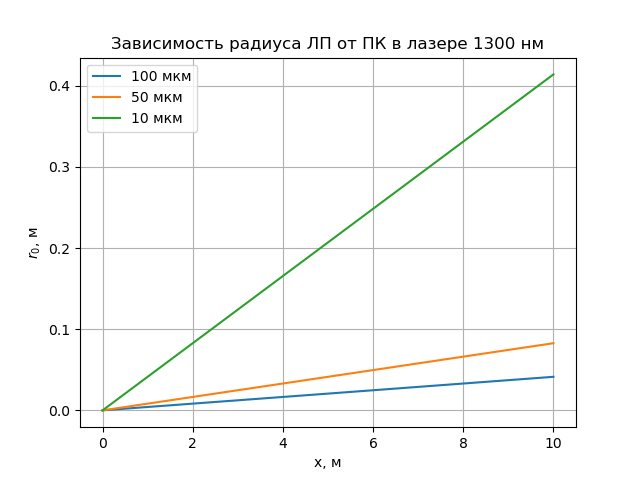 Зависимость радиуса ЛП от ПК в лазере 1300 нм
100 мкм
50 мкм
10 мкм
0.4
0.3
0.2
0.1
0.0
r₀, м
0 2 4 6 8 10
x, м